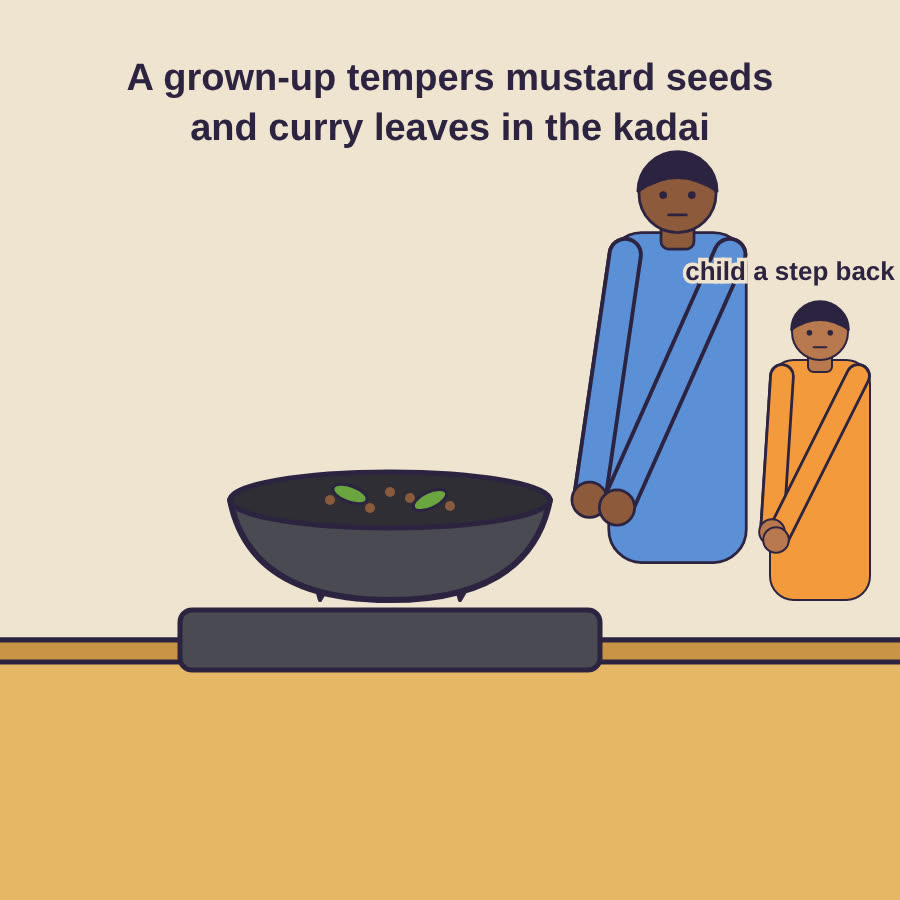 A grown-up tempers mustard seeds
and curry leaves in the kadai
child a step back